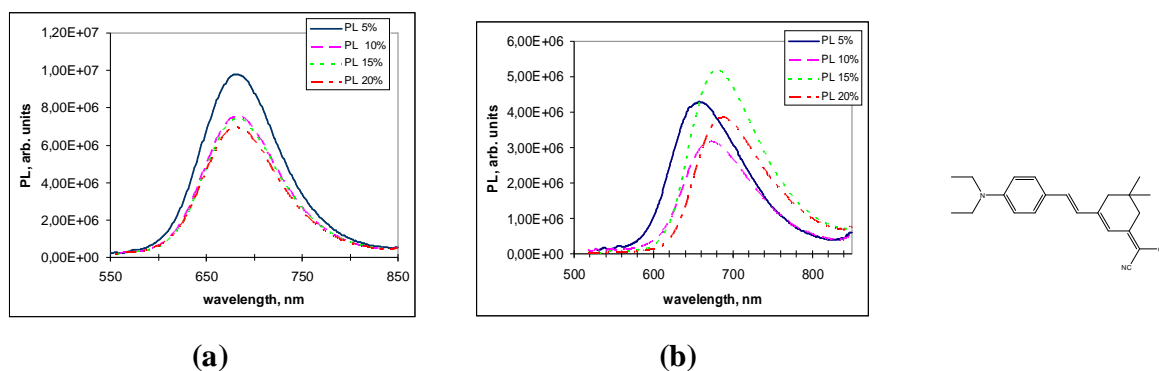 1,20E+07
1,00E+07
8,00E+06
6,00E+06
4,00E+06
2,00E+06
0,00E+00
PL, arb. units
550
650
750
850
wavelength, nm
PL 5%
PL 10%
PL 15%
PL 20%
(a)
6,00E+06
5,00E+06
4,00E+06
3,00E+06
2,00E+06
1,00E+06
0,00E+00
PL, arb. units
500
600
700
800
wavelength, nm
PL 5%
PL 10%
PL 15%
PL 20%
(b)
N
NC